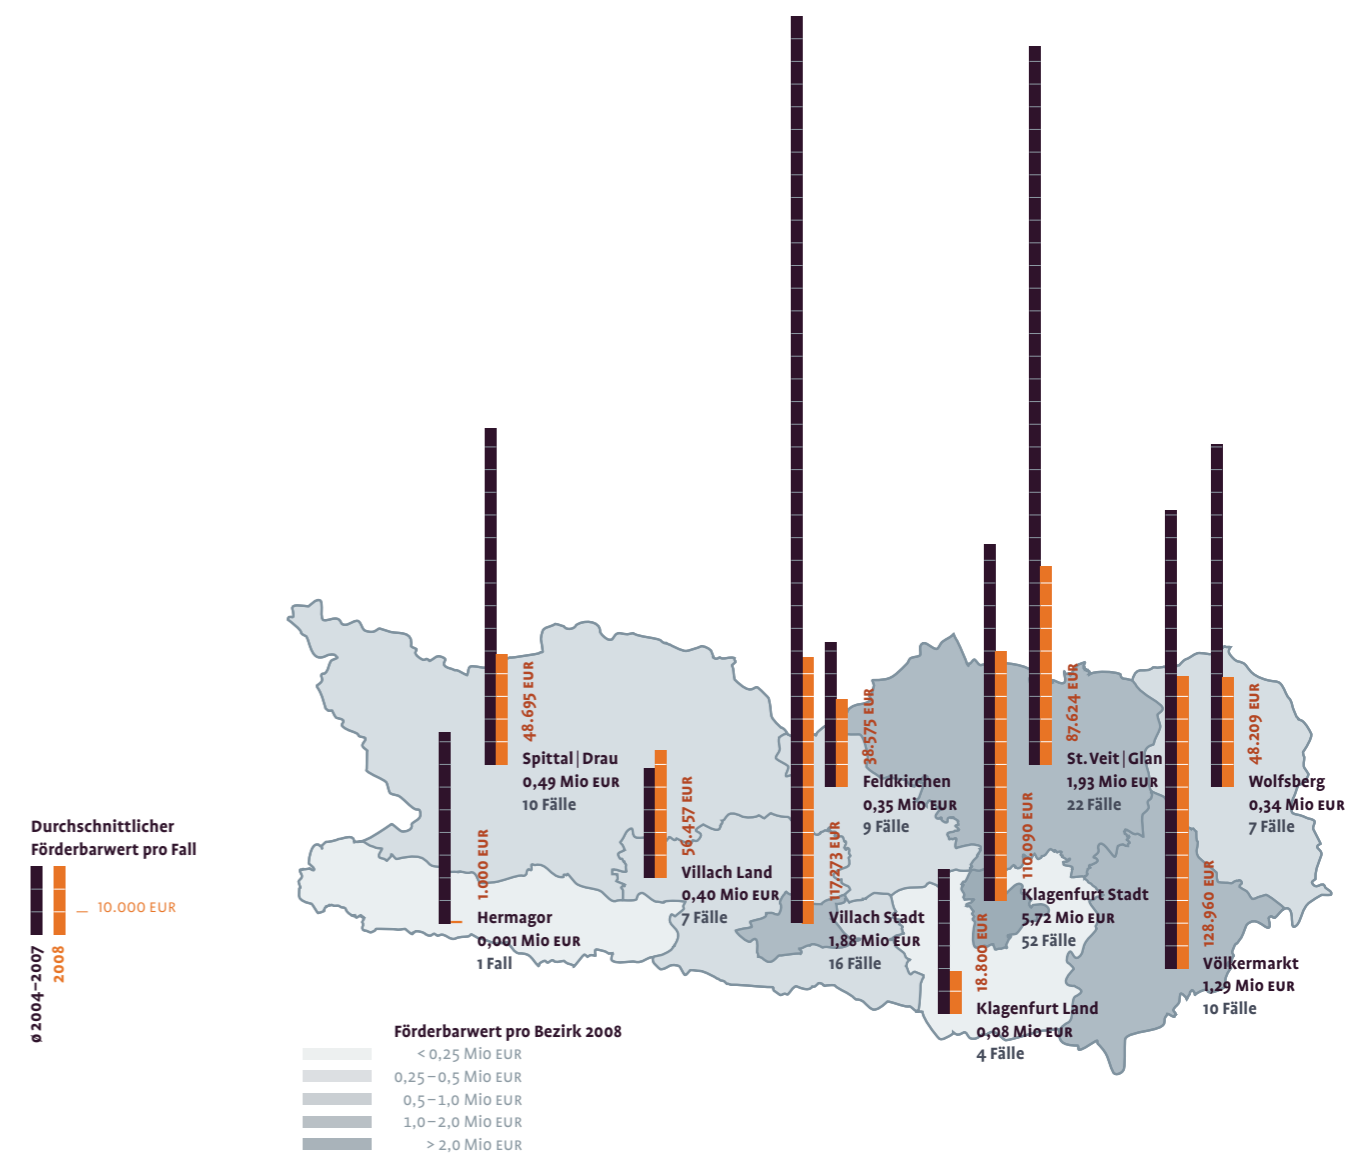 48.695 EUR
Spittal|Drau
0,49 Mio EUR
10 Fälle
1.000 EUR
Hermagor
0,001 Mio EUR
1 Fall
56.457 EUR
Villach Land
0,40 Mio EUR
7 Fälle
117.273 EUR
Villach Stadt
1,88 Mio EUR
16 Fälle
38.575 EUR
Feldkirchen
0,35 Mio EUR
9 Fälle
110.090 EUR
Klagenfurt Stadt
5,72 Mio EUR
52 Fälle
18.800 EUR
Klagenfurt Land
0,08 Mio EUR
4 Fälle
87.624 EUR
St. Veit|Glan
1,93 Mio EUR
22 Fälle
128.960 EUR
Völkermarkt
1,29 Mio EUR
10 Fälle
48.209 EUR
Wolfsberg
0,34 Mio EUR
7 Fälle
Durchschnittlicher
Förderbarwert pro Fall
10.000 EUR
ø 2004–2007
2008
Förderbarwert pro Bezirk 2008
< 0,25 Mio EUR
0,25–0,5 Mio EUR
0,5–1,0 Mio EUR
1,0–2,0 Mio EUR
> 2,0 Mio EUR